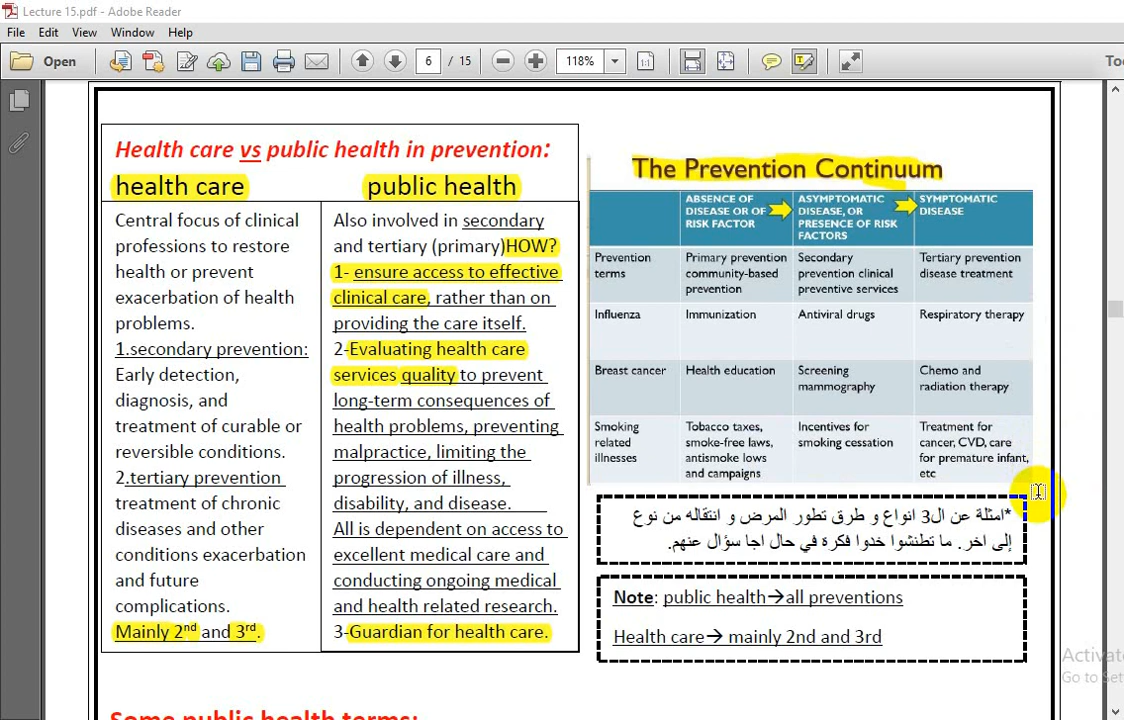 Lecture 15.pdf - Adobe Reader
File Edit View Window Help
Open 6 / 15 118% To
Health care vs public health in prevention:
health care public health
Central focus of clinical
professions to restore
health or prevent
exacerbation of health
problems.
1.secondary prevention:
Early detection,
diagnosis, and
treatment of curable or
reversible conditions.
2.tertiary prevention
treatment of chronic
diseases and other
conditions exacerbation
and future
complications.
Mainly 2nd and 3rd.
Also involved in secondary
and tertiary (primary)HOW?
1- ensure access to effective
clinical care, rather than on
providing the care itself.
2-Evaluating health care
services quality to prevent
long-term consequences of
health problems, preventing
malpractice, limiting the
progression of illness,
disability, and disease.
All is dependent on access to
excellent medical care and
conducting ongoing medical
and health related research.
3-Guardian for health care.
The Prevention Continuum
ABSENCE OF
DISEASE OR OF
RISK FACTOR
ASYMPTOMATIC
DISEASE, OR
PRESENCE OF RISK
FACTORS
SYMPTOMATIC
DISEASE
Prevention
terms
Primary prevention
community-based
prevention
Secondary
prevention clinical
preventive services
Tertiary prevention
disease treatment
Influenza
Immunization
Antiviral drugs
Respiratory therapy
Breast cancer
Health education
Screening
mammography
Chemo and
radiation therapy
Smoking
related
illnesses
Tobacco taxes,
smoke-free laws,
antismoke lows
and campaigns
Incentives for
smoking cessation
Treatment for
cancer, CVD, care
for premature infant,
etc
*امثلة عن ال3 انواع و طرق تطور المرض و انتقاله من نوع
إلى اخر. ما تطنشوا خدوا فكرة في حال اجا سؤال عنهم.
Note: public health→all preventions
Health care→ mainly 2nd and 3rd
Activat
Go to Set
Some public health terms: